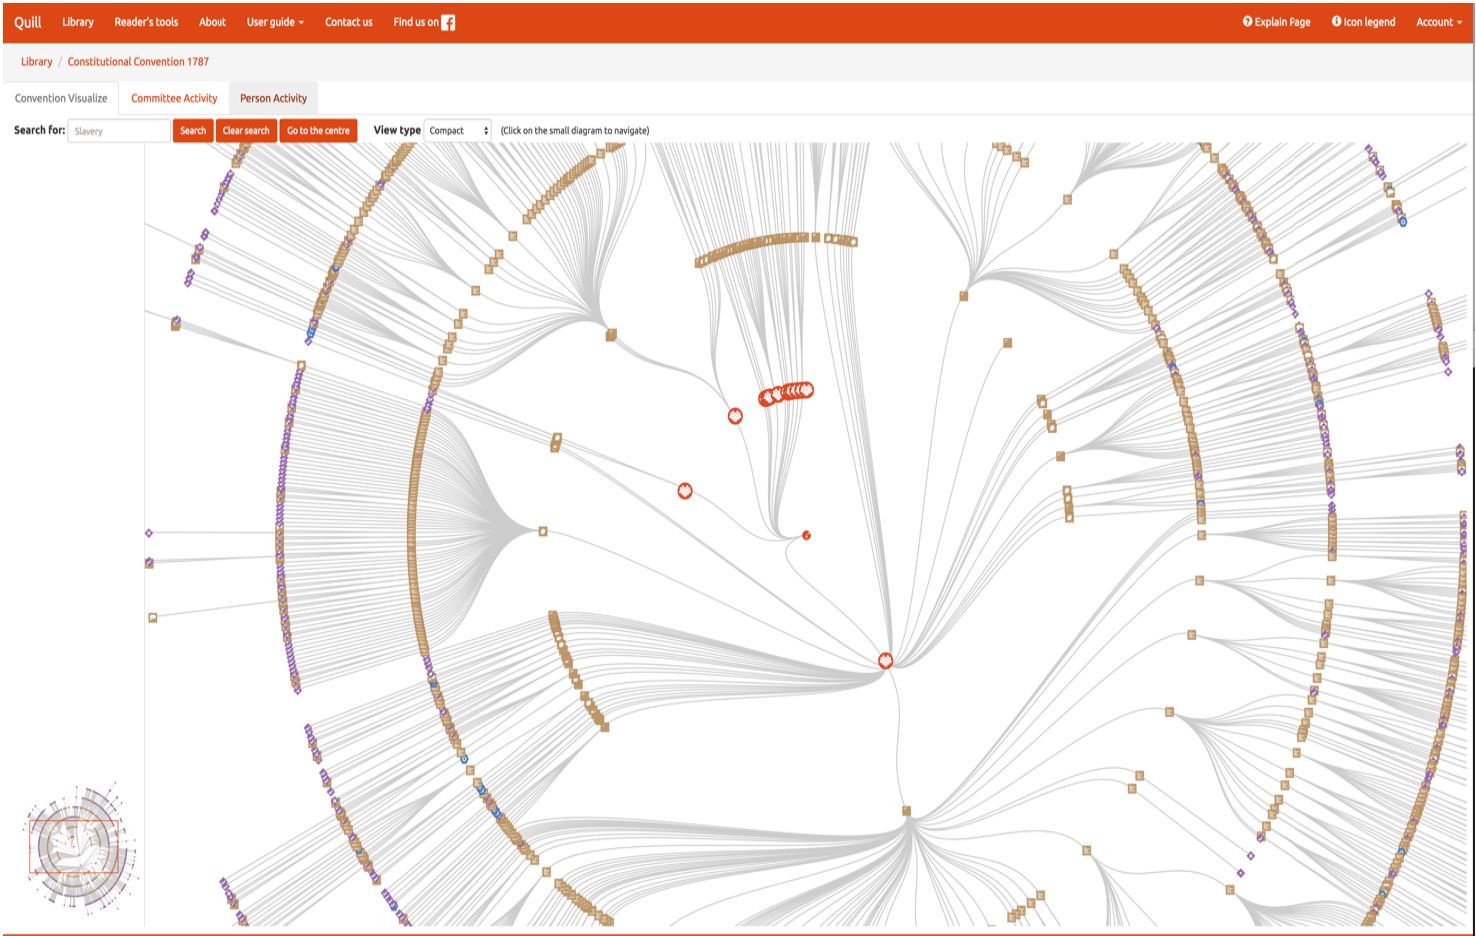 Quill Library Reader's tools About User guide Contact us Find us on Explain Page Icon legend Account
Library / Constitutional Convention 1787
Convention Visualize Committee Activity Person Activity
Search for: Slavery Search Clear search Go to the centre View type Compact (Click on the small diagram to navigate)